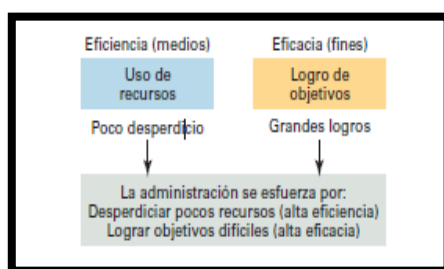 Eficiencia (medios)
Eficacia (fines)
Uso de
recursos
Logro de
objetivos
Poco desperdicio
Grandes logros
La administración se esfuerza por:
Desperdiciar pocos recursos (alta eficiencia)
Lograr objetivos difíciles (alta eficacia)